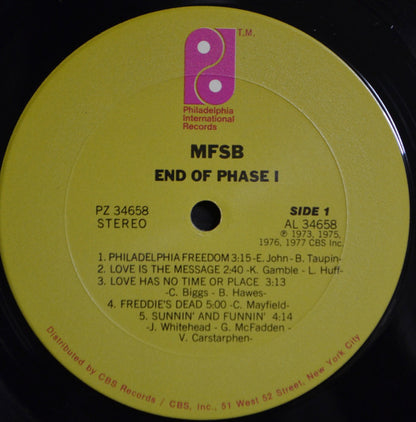 T.M.
Philadelphia
International
Records
MFSB
END OF PHASE I
PZ 34658
STEREO
SIDE 1
AL 34658
℗ 1973, 1975,
1976, 1977 CBS Inc.
1. PHILADELPHIA FREEDOM 3:15 -E. John - B. Taupin-
2. LOVE IS THE MESSAGE 2:40 -K. Gamble - L. Huff-
3. LOVE HAS NO TIME OR PLACE 3:13
-C. Biggs - B. Hawes-
4. FREDDIE'S DEAD 5:00 -C. Mayfield-
5. SUNNIN' AND FUNNIN' 4:14
-J. Whitehead - G. McFadden -
V. Carstarphen-
Distributed by CBS Records / CBS, Inc., 51 West 52 Street, New York City